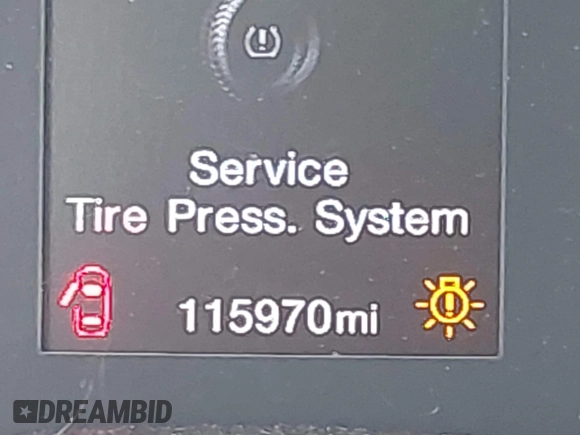 Service
Tire Press. System
115970mi
DREAMBID